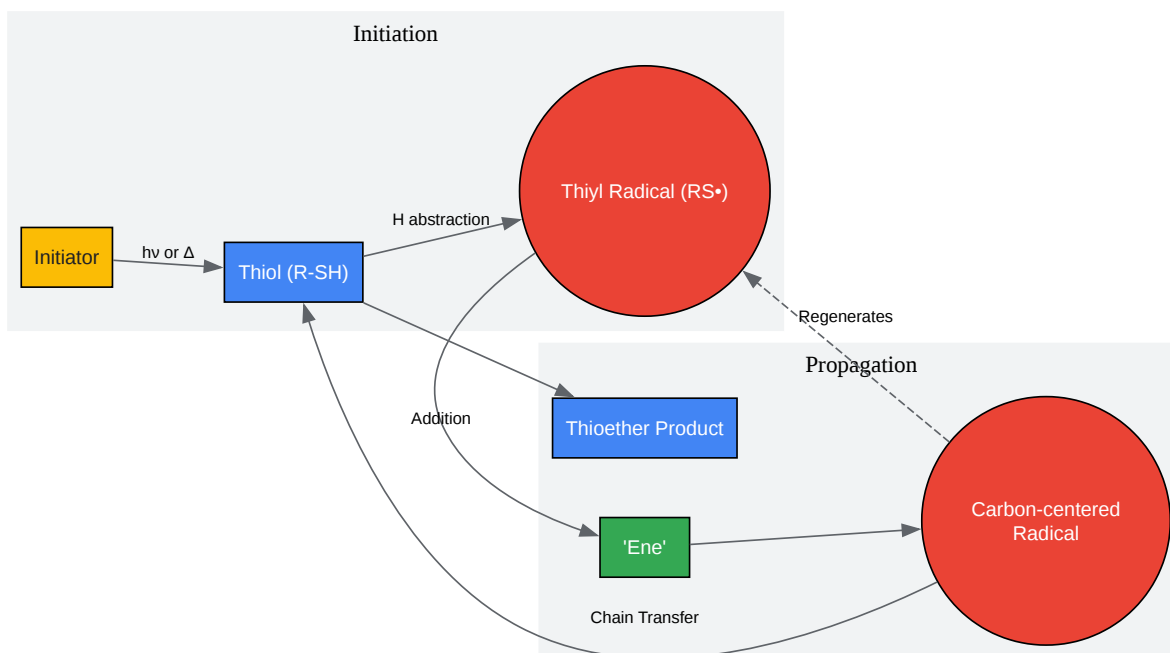 Initiation
Thiyl Radical (RS•)
H abstraction
Initiator
hν or Δ
Thiol (R-SH)
Regenerates
Propagation
Addition
Thioether Product
Carbon-centered
Radical
'Ene'
Chain Transfer